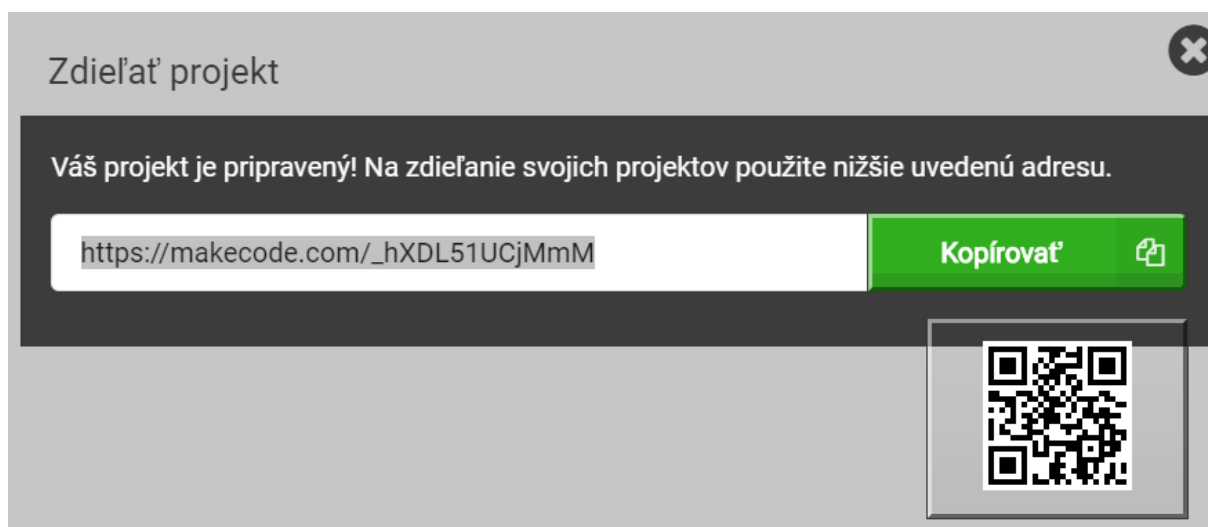 Zdieľať projekt
Váš projekt je pripravený! Na zdieľanie svojich projektov použite nižšie uvedenú adresu.
https://makecode.com/_hXDL51UCjMmM
Kopírovať